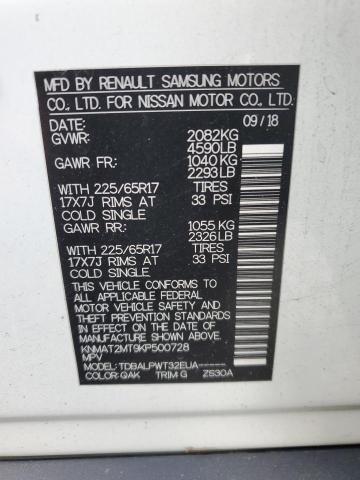 MFD BY RENAULT SAMSUNG MOTORS
CO., LTD. FOR NISSAN MOTOR CO., LTD.
DATE: 09 / 18
GVWR: 2082KG
4590LB
GAWR FR: 1040 KG
2293 LB
WITH 225/65R17 TIRES
17X7J RIMS AT 33 PSI
COLD SINGLE
GAWR RR: 1055 KG
2326 LB
WITH 225/65R17 TIRES
17X7J RIMS AT 33 PSI
COLD SINGLE
THIS VEHICLE CONFORMS TO
ALL APPLICABLE FEDERAL
MOTOR VEHICLE SAFETY, BUMPER
AND THEFT PREVENTION STANDARDS
IN EFFECT ON THE DATE OF
MANUFACTURE SHOWN ABOVE.
KNMAT2MT9KP500728
MPV
MODEL: TDBALPWT32EUA-----
COLOR: QAK TRIM: G ZS30A